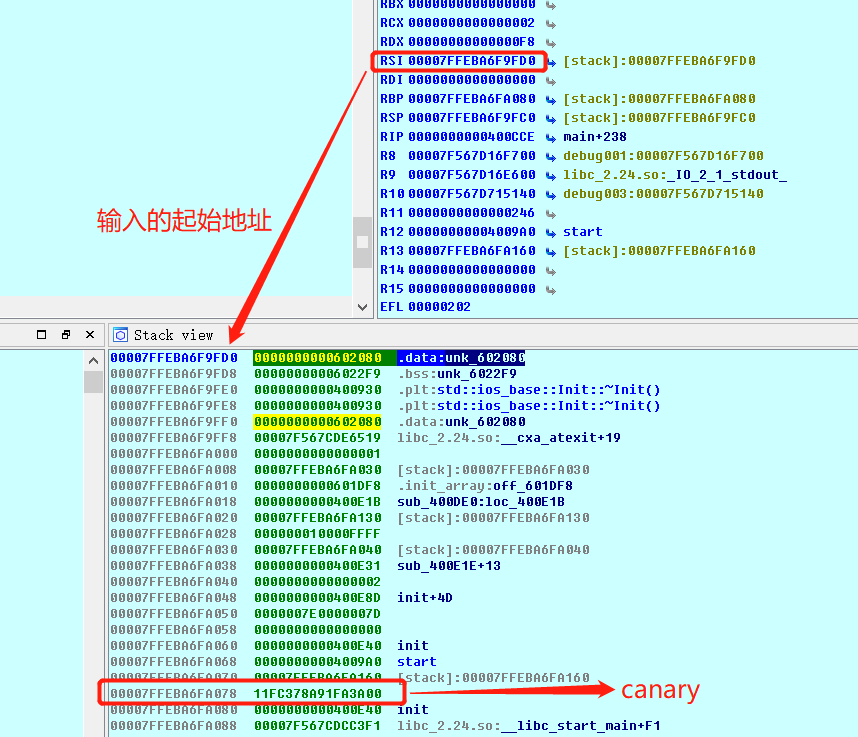 RBX 0000000000000000
RCX 0000000000000002
RDX 00000000000000F8
RSI 00007FFEBA6F9FD0 [stack]:00007FFEBA6F9FD0
RDI 0000000000000000
RBP 00007FFEBA6FA080 [stack]:00007FFEBA6FA080
RSP 00007FFEBA6F9FC0 [stack]:00007FFEBA6F9FC0
RIP 0000000000400CCE main+238
R8 00007F567D16F700 debug001:00007F567D16F700
R9 00007F567D16E600 libc_2.24.so:_IO_2_1_stdout_
R10 00007F567D715140 debug003:00007F567D715140
R11 0000000000000246
R12 00000000004009A0 start
R13 00007FFEBA6FA160 [stack]:00007FFEBA6FA160
R14 0000000000000000
R15 0000000000000000
EFL 00000202
输入的起始地址
Stack view
00007FFEBA6F9FD0 0000000000602080 .data:unk_602080
00007FFEBA6F9FD8 00000000006022F9 .bss:unk_6022F9
00007FFEBA6F9FE0 0000000000400930 .plt:std::ios_base::Init::~Init()
00007FFEBA6F9FE8 0000000000400930 .plt:std::ios_base::Init::~Init()
00007FFEBA6F9FF0 0000000000602080 .data:unk_602080
00007FFEBA6F9FF8 00007F567CDE6519 libc_2.24.so:__cxa_atexit+19
00007FFEBA6FA000 0000000000000001
00007FFEBA6FA008 00007FFEBA6FA030 [stack]:00007FFEBA6FA030
00007FFEBA6FA010 0000000000601DF8 .init_array:off_601DF8
00007FFEBA6FA018 0000000000400E1B sub_400DE0:loc_400E1B
00007FFEBA6FA020 00007FFEBA6FA130 [stack]:00007FFEBA6FA130
00007FFEBA6FA028 000000010000FFFF
00007FFEBA6FA030 00007FFEBA6FA040 [stack]:00007FFEBA6FA040
00007FFEBA6FA038 0000000000400E31 sub_400E1E+13
00007FFEBA6FA040 0000000000000002
00007FFEBA6FA048 0000000000400E8D init+4D
00007FFEBA6FA050 0000007E0000007D
00007FFEBA6FA058 0000000000000000
00007FFEBA6FA060 0000000000400E40 init
00007FFEBA6FA068 00000000004009A0 start
00007FFEBA6FA070 00007FFEBA6FA160 [stack]:00007FFEBA6FA160
00007FFEBA6FA078 11FC378A91FA3A00 canary
00007FFEBA6FA080 0000000000400E40 init
00007FFEBA6FA088 00007F567CDCC3F1 libc_2.24.so:__libc_start_main+F1